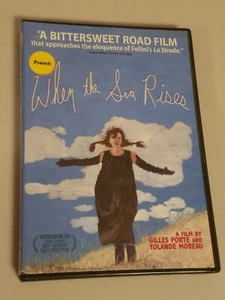 "A BITTERSWEET ROAD FILM
that approaches the eloquence of Fellini's La Strada."
French
When the Sea Rises
WINNER
A FILM BY
GILLES PORTE AND
YOLANDE MOREAU